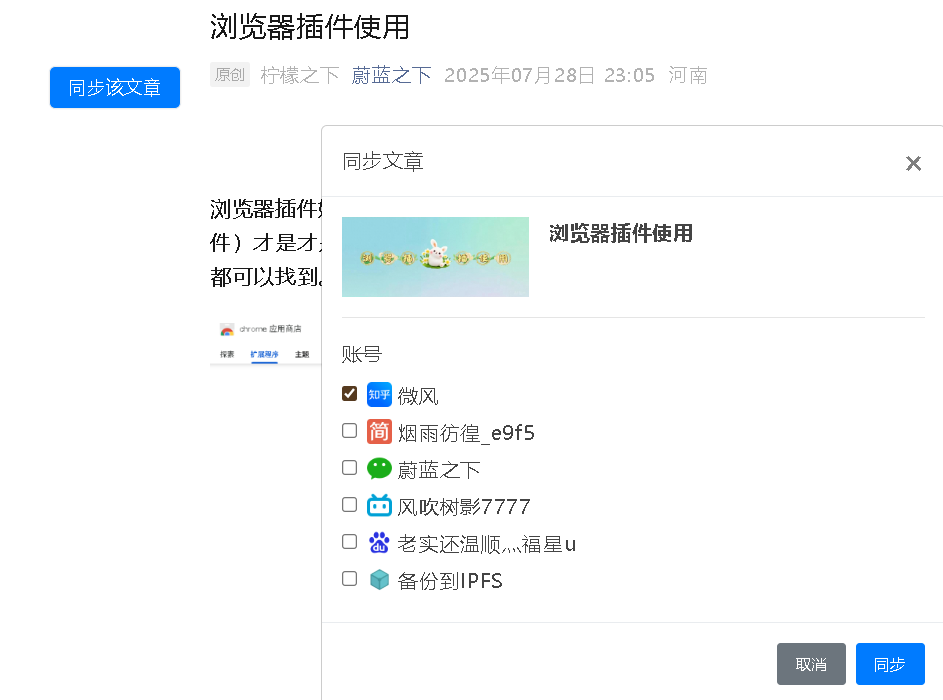 浏览器插件使用
同步该文章
原创 柠檬之下 蔚蓝之下 2025年07月28日 23:05 河南
同步文章
浏览器插件
件）才是才
都可以找到
浏览器插件使用
chrome 应用商店
探索 扩展程序 主题
账号
知乎 微风
简 烟雨彷徨_e9f5
蔚蓝之下
风吹树影7777
du 老实还温顺灬福星u
备份到IPFS
取消 同步